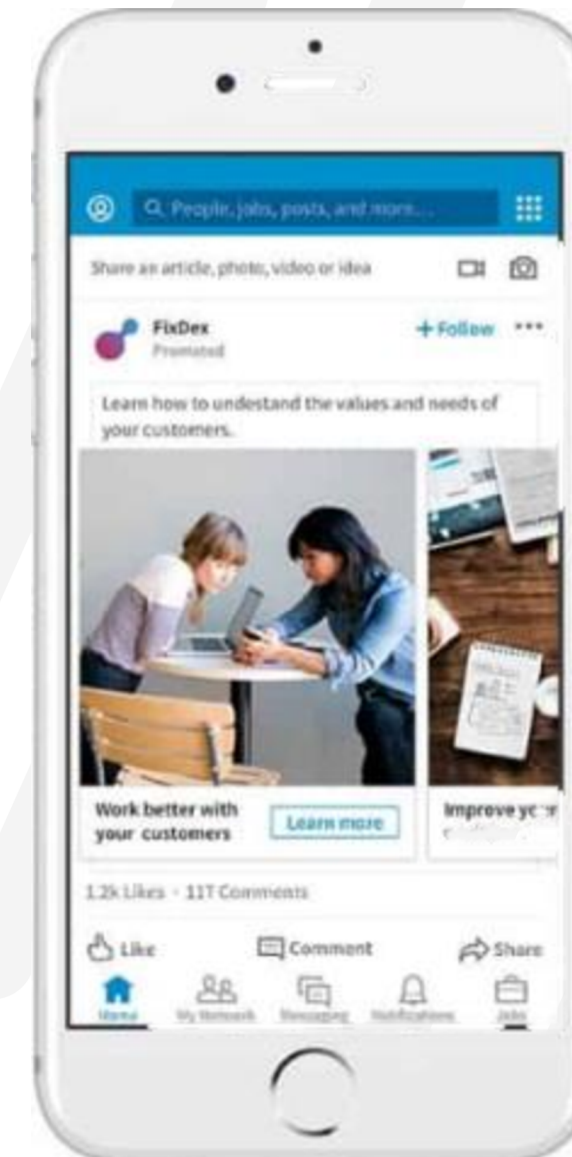 People, jobs, posts, and more...
Share an article, photo, video or idea
FixDex
+ Follow
Promoted
Learn how to undestand the values and needs of
your customers.
Work better with
your customers
Learn more
Improve
1.2k Likes · 117 Comments
Like
Comment
Share
Home
My Network
Messaging
Notifications
Jobs